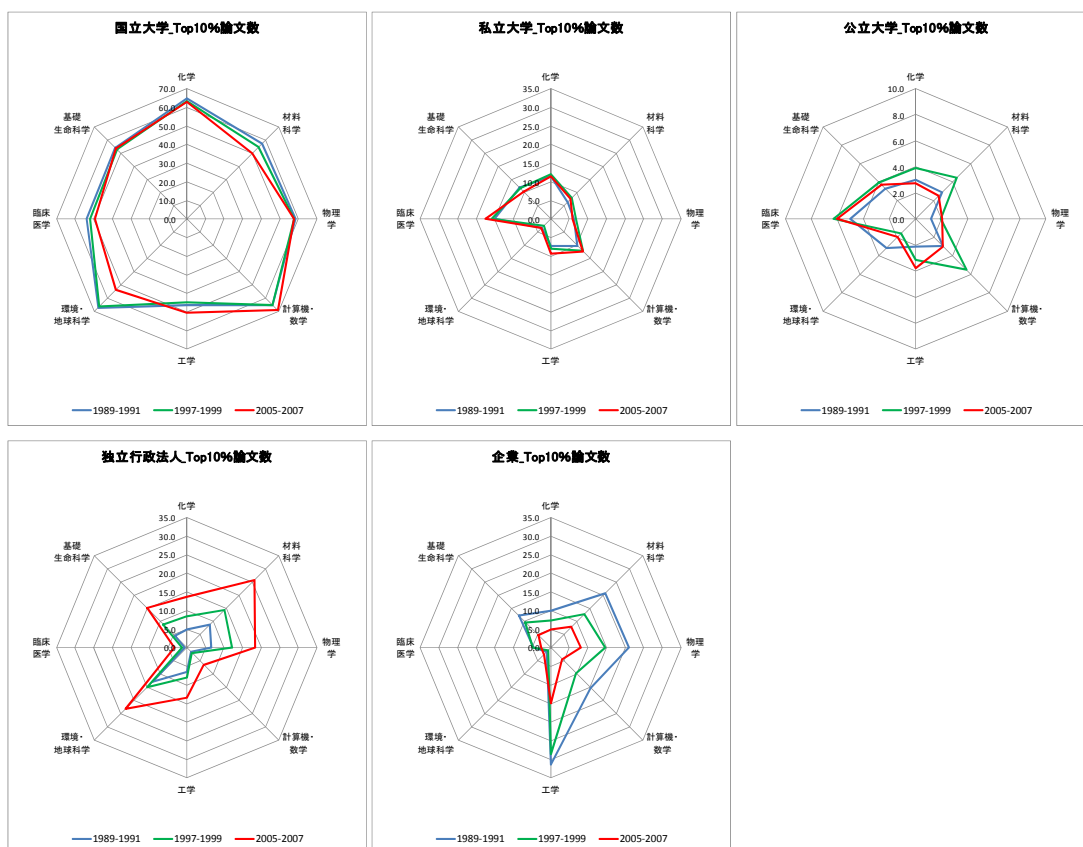 国立大学_Top10%論文数
化学
70.0
60.0
50.0
40.0
30.0
20.0
10.0
0.0
材料
科学
物理
学
計算機・
数学
工学
環境・
地球科学
臨床
医学
基礎
生命科学
1989-1991 1997-1999 2005-2007
私立大学_Top10%論文数
化学
35.0
30.0
25.0
20.0
15.0
10.0
5.0
0.0
材料
科学
物理
学
計算機・
数学
工学
環境・
地球科学
臨床
医学
基礎
生命科学
1989-1991 1997-1999 2005-2007
公立大学_Top10%論文数
化学
10.0
8.0
6.0
4.0
2.0
0.0
材料
科学
物理
学
計算機・
数学
工学
環境・
地球科学
臨床
医学
基礎
生命科学
1989-1991 1997-1999 2005-2007
独立行政法人_Top10%論文数
化学
35.0
30.0
25.0
20.0
15.0
10.0
5.0
0.0
材料
科学
物理
学
計算機・
数学
工学
環境・
地球科学
臨床
医学
基礎
生命科学
1989-1991 1997-1999 2005-2007
企業_Top10%論文数
化学
35.0
30.0
25.0
20.0
15.0
10.0
5.0
0.0
材料
科学
物理
学
計算機・
数学
工学
環境・
地球科学
臨床
医学
基礎
生命科学
1989-1991 1997-1999 2005-2007